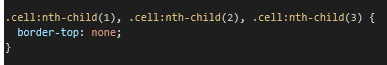 .cell:nth-child(1), .cell:nth-child(2), .cell:nth-child(3) {
  border-top: none;
}